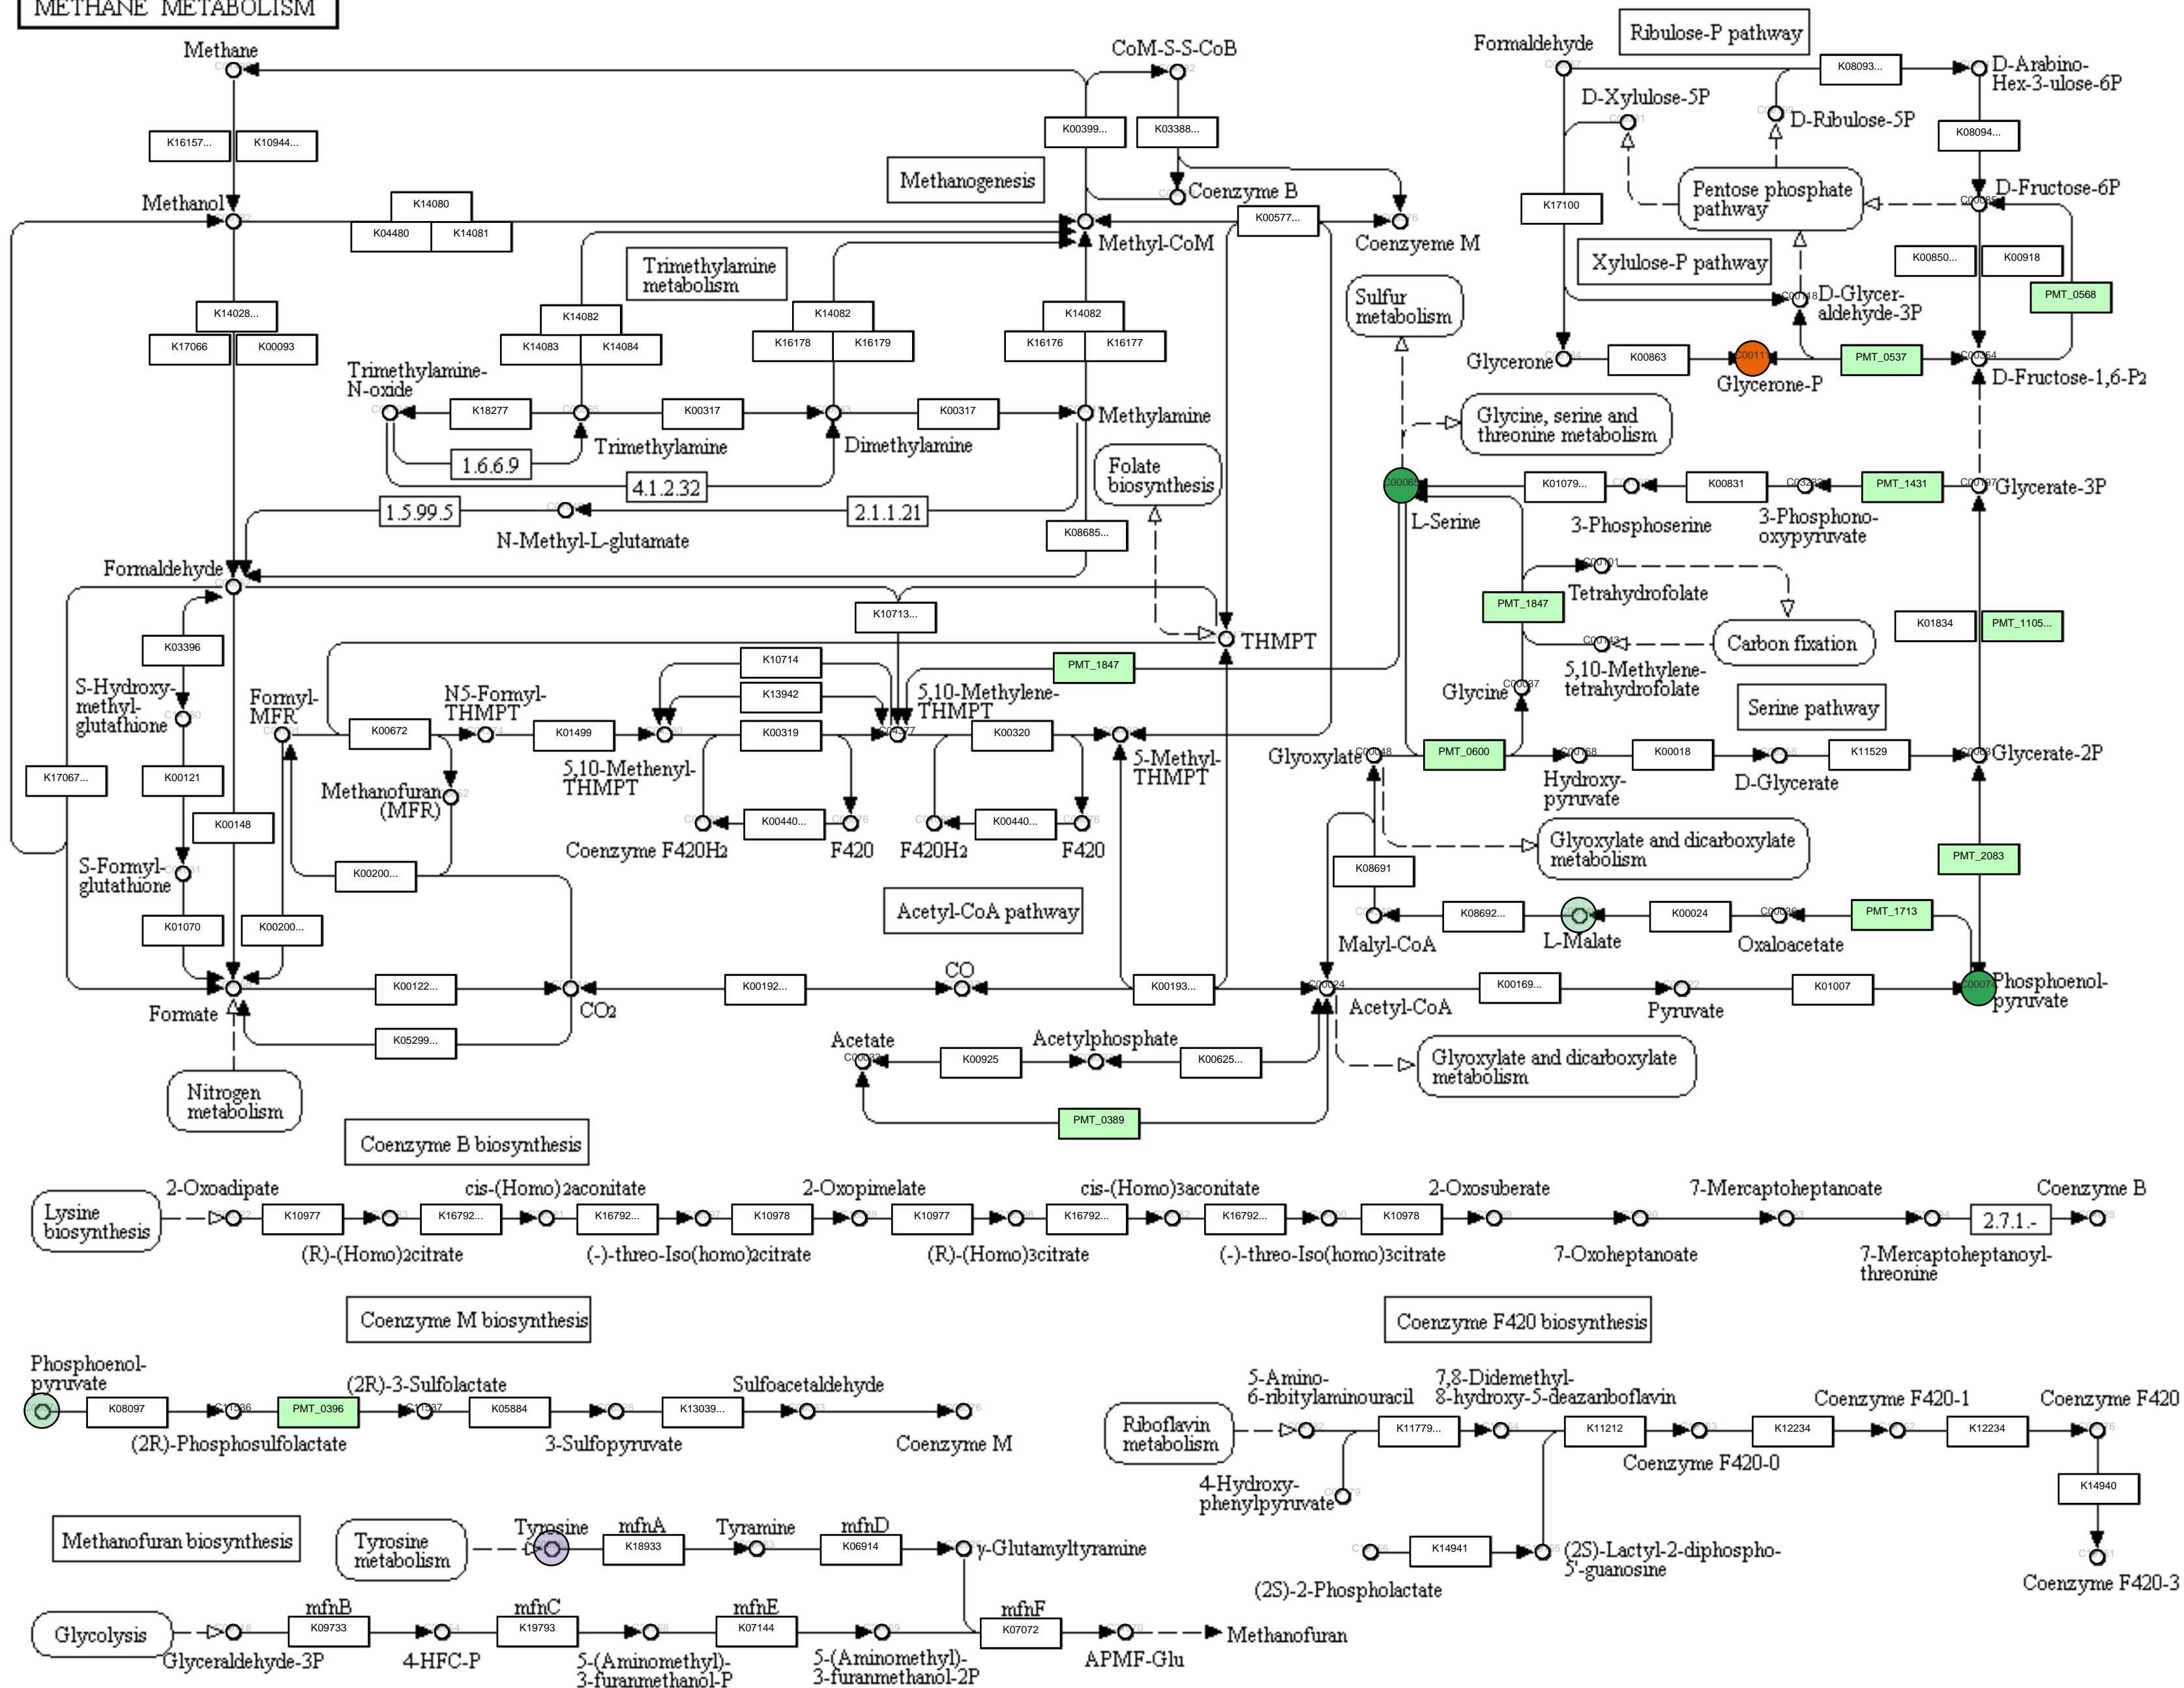 METHANE METABOLISM
Methane
CoM-S-S-CoB
Formaldehyde
Ribulose-P pathway
K08093...
D-Arabino-
Hex-3-ulose-6P
D-Xylulose-5P
D-Ribulose-5P
K16157...
K10944...
K00399...
K03388...
K08094...
Methanogenesis
Coenzyme B
Pentose phosphate
pathway
D-Fructose-6P
Methanol
K14080
K04480
K14081
K00577...
K17100
Methyl-CoM
Coenzyeme M
Trimethylamine
metabolism
Xylulose-P pathway
K00850...
K00918
Sulfur
metabolism
D-Glycer-
aldehyde-3P
PMT_0568
K14028...
K17066
K00093
K14082
K14083
K14084
K14082
K16178
K16179
K14082
K16176
K16177
Glycerone
K00863
C00111
Glycerone-P
PMT_0537
C00354
D-Fructose-1,6-P2
Trimethylamine-
N-oxide
K18277
K00317
K00317
Methylamine
Trimethylamine
Dimethylamine
Glycine, serine and
threonine metabolism
1.6.6.9
4.1.2.32
Folate
biosynthesis
C00065
K01079...
K00831
PMT_1431
C00197
Glycerate-3P
L-Serine
3-Phosphoserine
3-Phosphono-
oxypyruvate
1.5.99.5
2.1.1.21
N-Methyl-L-glutamate
K08685...
Formaldehyde
Tetrahydrofolate
PMT_1847
K10713...
K01834
PMT_1105...
K03396
THMPT
Carbon fixation
K10714
PMT_1847
5,10-Methylene-
tetrahydrofolate
S-Hydroxy-
methyl-
glutathione
Formyl-
MFR
N5-Formyl-
THMPT
K13942
5,10-Methylene-
THMPT
Glycine
C00037
Serine pathway
K00672
K01499
K00319
K00320
5,10-Methenyl-
THMPT
5-Methyl-
THMPT
Glyoxylate
C00048
PMT_0600
C00168
K00018
K11529
Glycerate-2P
Hydroxy-
pyruvate
D-Glycerate
K17067...
K00121
Methanofuran
(MFR)
K00148
K00440...
K00440...
Coenzyme F420H2
F420
F420H2
F420
Glyoxylate and dicarboxylate
metabolism
PMT_2083
S-Formyl-
glutathione
K00200...
K08691
Acetyl-CoA pathway
K01070
K00200...
K08692...
K00024
C00036
PMT_1713
Malyl-CoA
L-Malate
Oxaloacetate
CO
K00122...
K00192...
K00193...
C00024
K00169...
K01007
C00074
Phosphoenol-
pyruvate
Formate
CO2
Acetyl-CoA
Pyruvate
K05299...
Acetate
C00033
K00925
Acetylphosphate
K00625...
Glyoxylate and dicarboxylate
metabolism
Nitrogen
metabolism
PMT_0389
Coenzyme B biosynthesis
2-Oxoadipate
cis-(Homo)2aconitate
2-Oxopimelate
cis-(Homo)3aconitate
2-Oxosuberate
7-Mercaptoheptanoate
Coenzyme B
Lysine
biosynthesis
K10977
K16792...
K16792...
K10978
K10977
K16792...
K16792...
K10978
2.7.1.-
(R)-(Homo)2citrate
(-)-threo-Iso(homo)2citrate
(R)-(Homo)3citrate
(-)-threo-Iso(homo)3citrate
7-Oxoheptanoate
7-Mercaptoheptanoyl-
threonine
Coenzyme M biosynthesis
Coenzyme F420 biosynthesis
Phosphoenol-
pyruvate
(2R)-3-Sulfolactate
Sulfoacetaldehyde
K08097
C11536
PMT_0396
C11537
K05884
K13039...
(2R)-Phosphosulfolactate
3-Sulfopyruvate
Coenzyme M
5-Amino-
6-ribitylaminouracil
7,8-Didemethyl-
8-hydroxy-5-deazariboflavin
Coenzyme F420-1
Coenzyme F420
Riboflavin
metabolism
K11779...
K11212
K12234
K12234
Coenzyme F420-0
4-Hydroxy-
phenylpyruvate
K14940
Methanofuran biosynthesis
Tyrosine
metabolism
Tyrosine
mfnA
K18933
Tyramine
mfnD
K06914
γ-Glutamyltyramine
K14941
(2S)-Lactyl-2-diphospho-
5'-guanosine
(2S)-2-Phospholactate
Coenzyme F420-3
Glycolysis
mfnB
K09733
mfnC
K19793
mfnE
K07144
mfnF
K07072
Methanofuran
Glyceraldehyde-3P
4-HFC-P
5-(Aminomethyl)-
3-furanmethanol-P
5-(Aminomethyl)-
3-furanmethanol-2P
APMF-Glu